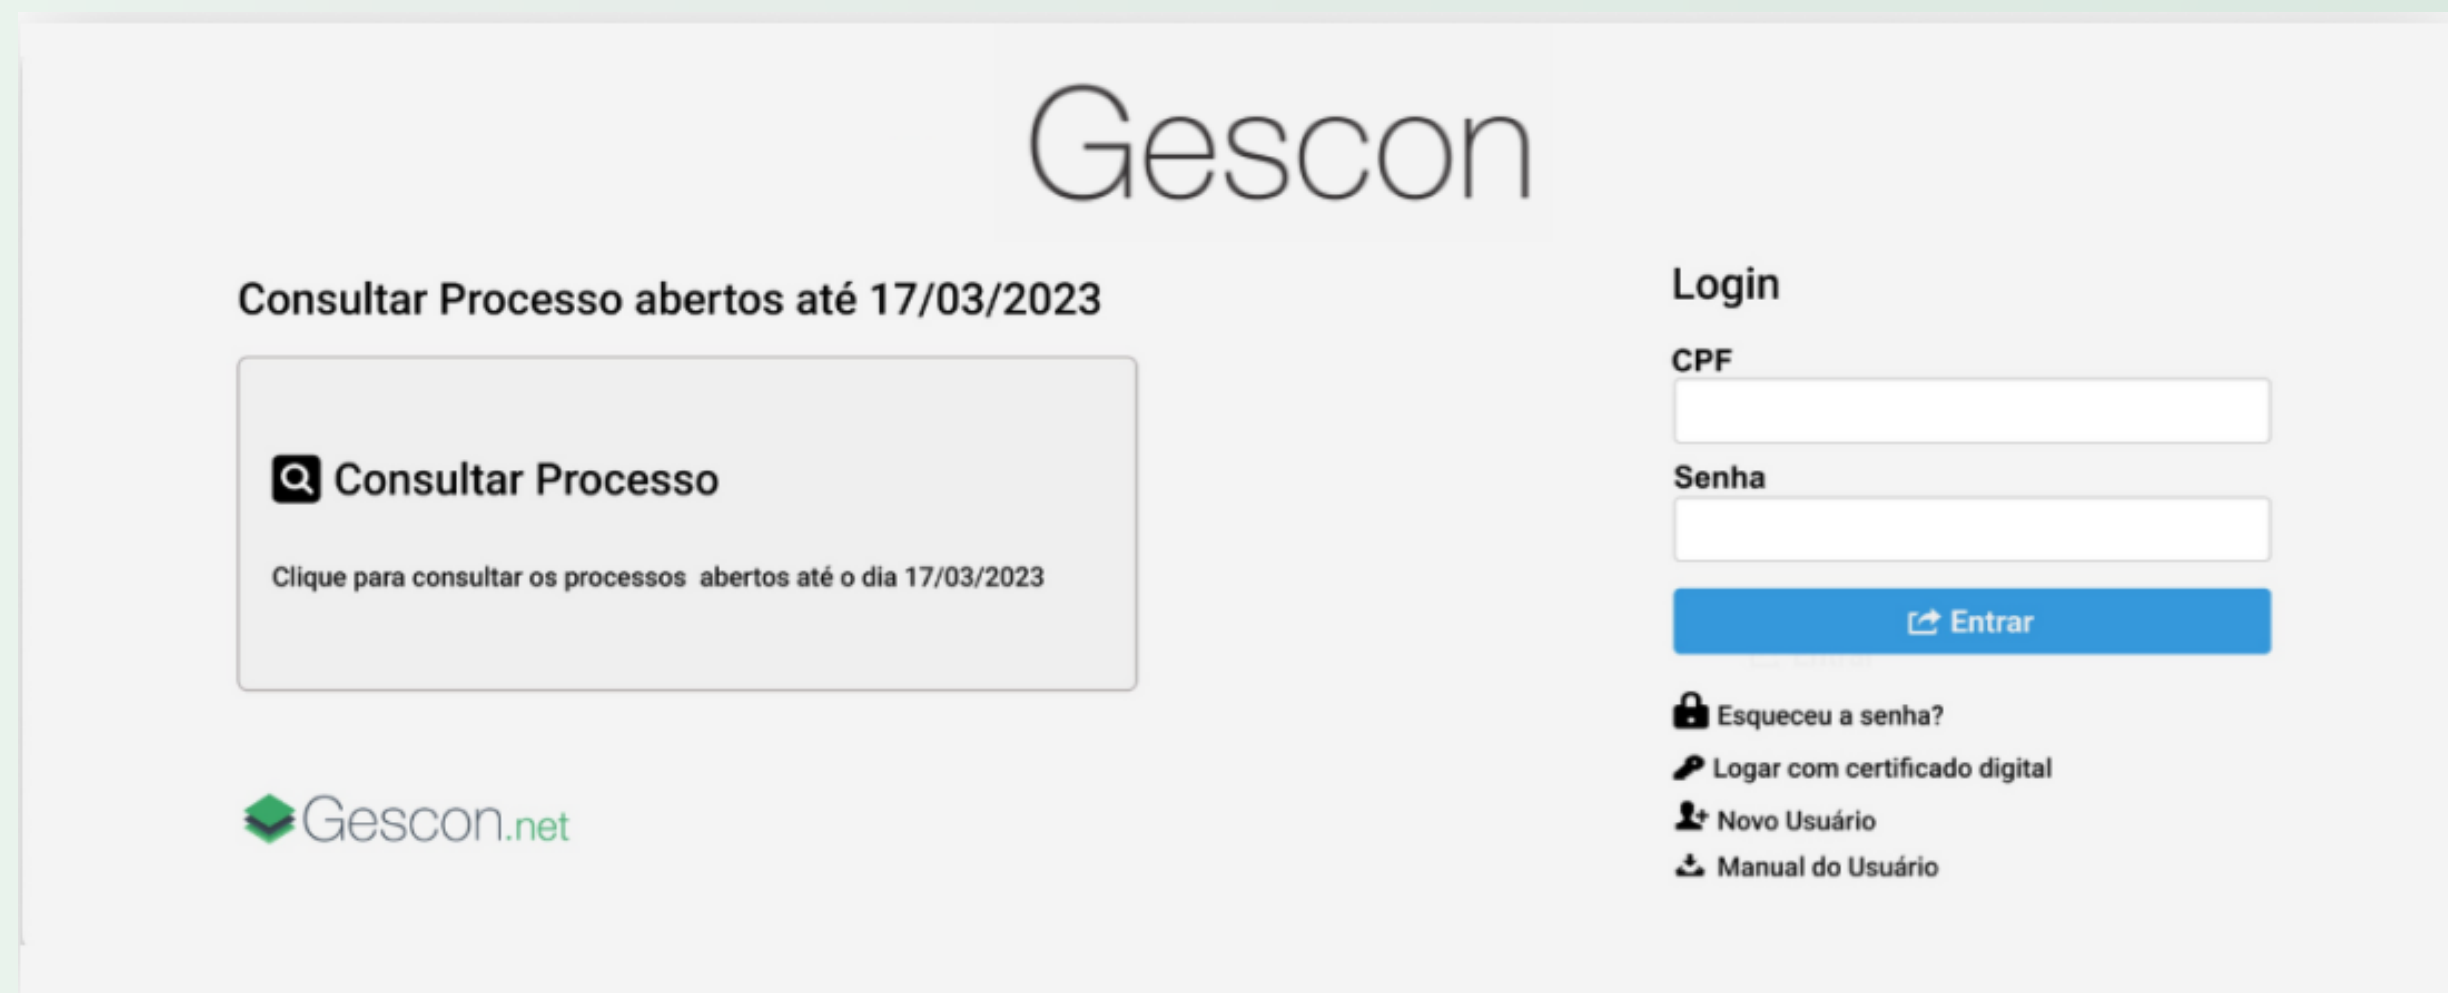 Gescon
Consultar Processo abertos até 17/03/2023
Consultar Processo
Clique para consultar os processos abertos até o dia 17/03/2023
Gescon.net
Login
CPF
Senha
Entrar
Esqueceu a senha?
Logar com certificado digital
Novo Usuário
Manual do Usuário